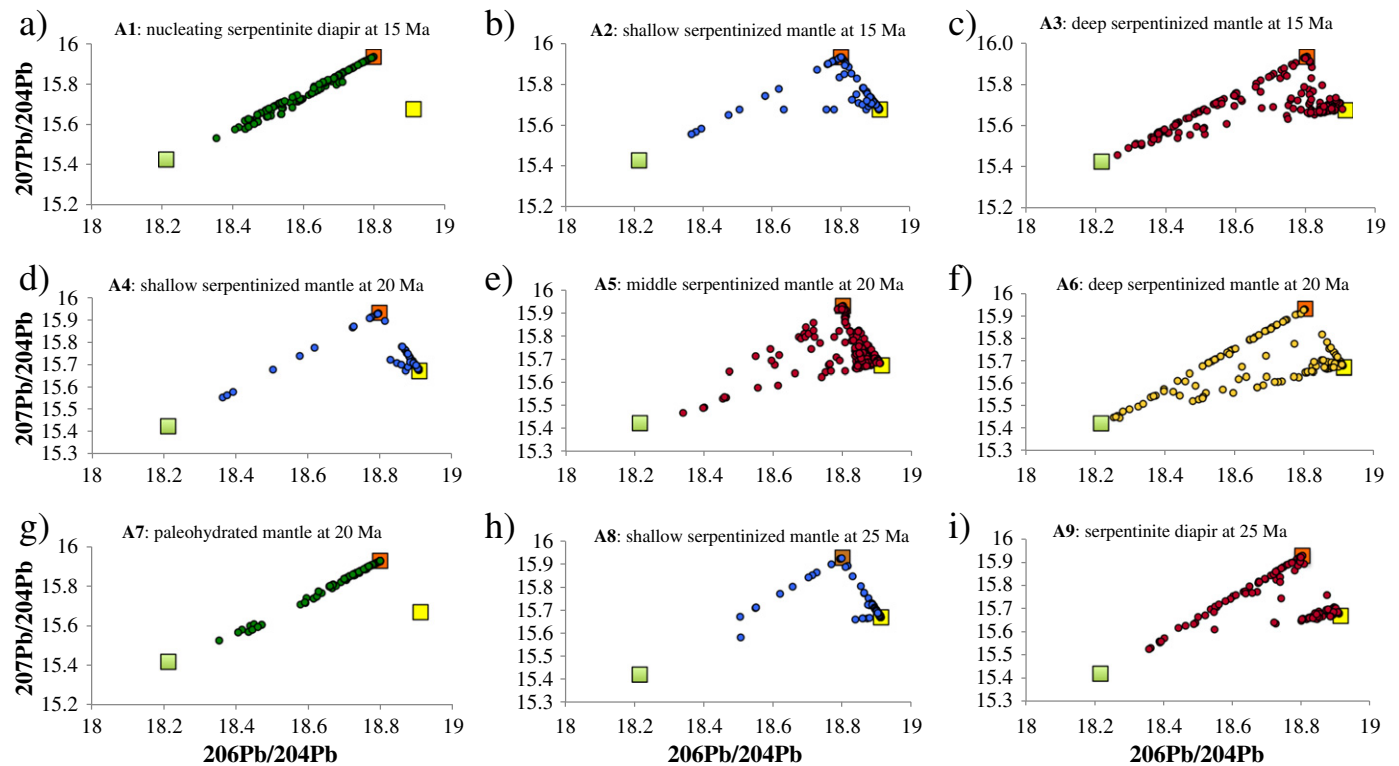 a)
A1: nucleating serpentinite diapir at 15 Ma
207Pb/204Pb
16
15.8
15.6
15.4
15.2
18 18.2 18.4 18.6 18.8 19
b)
A2: shallow serpentinized mantle at 15 Ma
16
15.9
15.8
15.7
15.6
15.5
15.4
15.3
18 18.2 18.4 18.6 18.8 19
c)
A3: deep serpentinized mantle at 15 Ma
16.0
15.8
15.6
15.4
15.2
18 18.2 18.4 18.6 18.8 19
d)
A4: shallow serpentinized mantle at 20 Ma
207Pb/204Pb
16
15.9
15.8
15.7
15.6
15.5
15.4
15.3
18 18.2 18.4 18.6 18.8 19
e)
A5: middle serpentinized mantle at 20 Ma
16
15.9
15.8
15.7
15.6
15.5
15.4
15.3
18 18.2 18.4 18.6 18.8 19
f)
A6: deep serpentinized mantle at 20 Ma
16
15.9
15.8
15.7
15.6
15.5
15.4
15.3
18 18.2 18.4 18.6 18.8 19
g)
A7: paleohydrated mantle at 20 Ma
207Pb/204Pb
16
15.8
15.6
15.4
15.2
18 18.2 18.4 18.6 18.8 19
206Pb/204Pb
h)
A8: shallow serpentinized mantle at 25 Ma
16
15.9
15.8
15.7
15.6
15.5
15.4
15.3
18 18.2 18.4 18.6 18.8 19
i)
A9: serpentinite diapir at 25 Ma
16
15.9
15.8
15.7
15.6
15.5
15.4
15.3
18 18.2 18.4 18.6 18.8 19
206Pb/204Pb